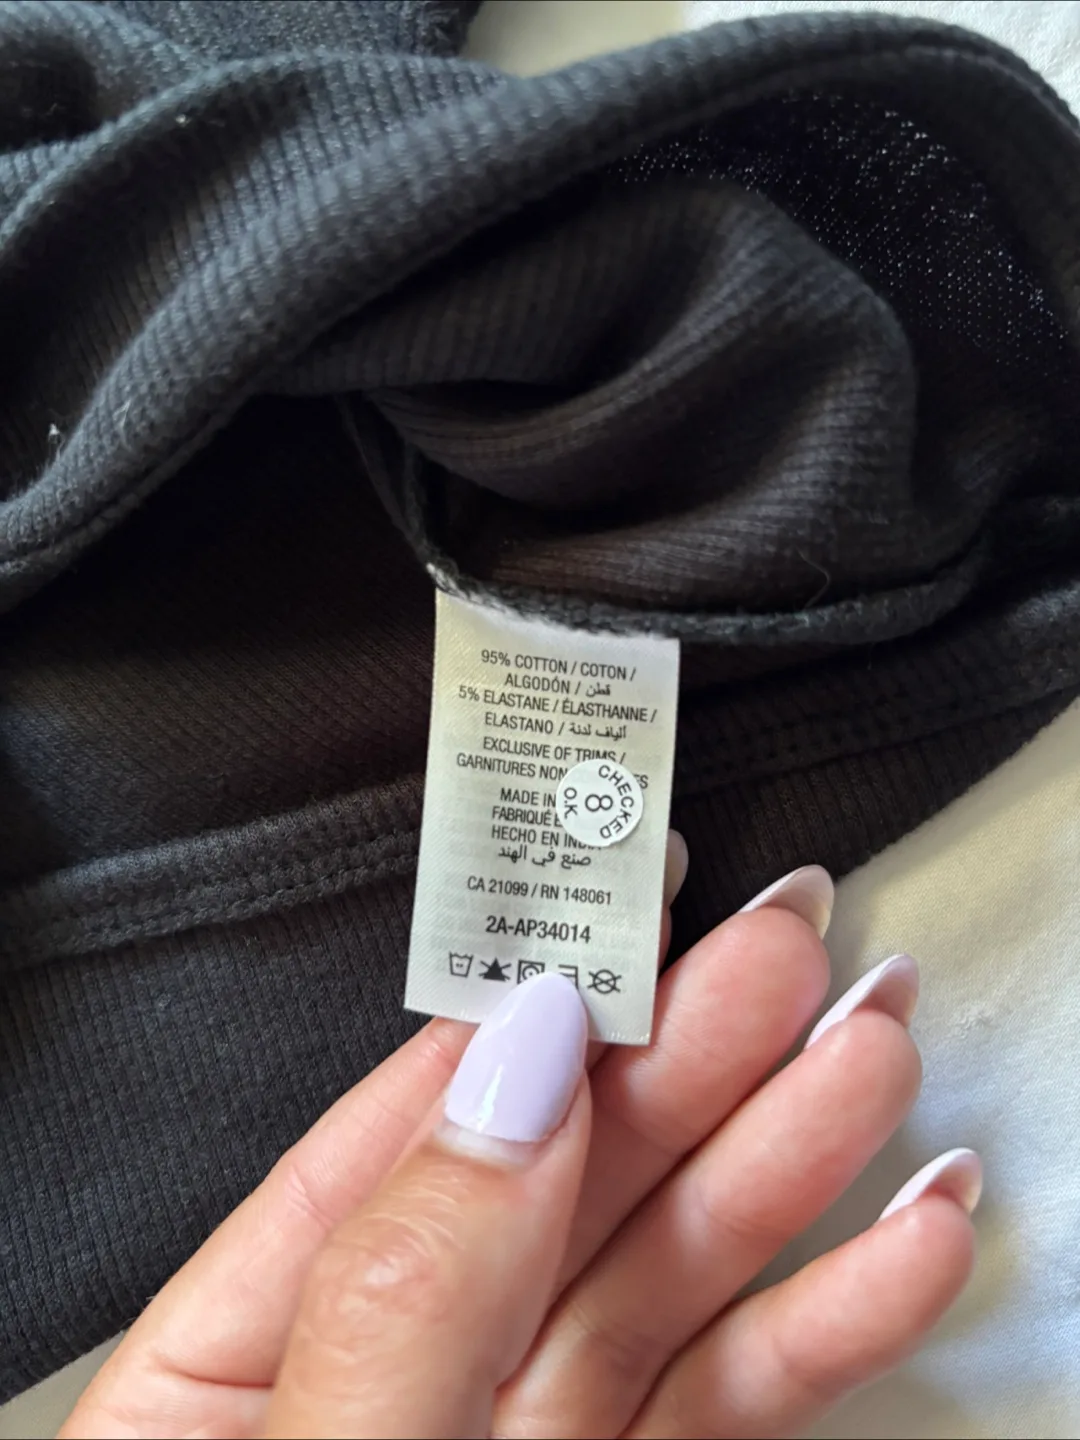 95% COTTON / COTON /
ALGODÓN / قطن
5% ELASTANE / ÉLASTHANNE /
ELASTANO / ألياف لدنة
EXCLUSIVE OF TRIMS /
GARNITURES NON
MADE IN
FABRIQUÉ
HECHO EN
صنع في الهند
CHECKED
8
O.K.
CA 21099 / RN 148061
2A-AP34014